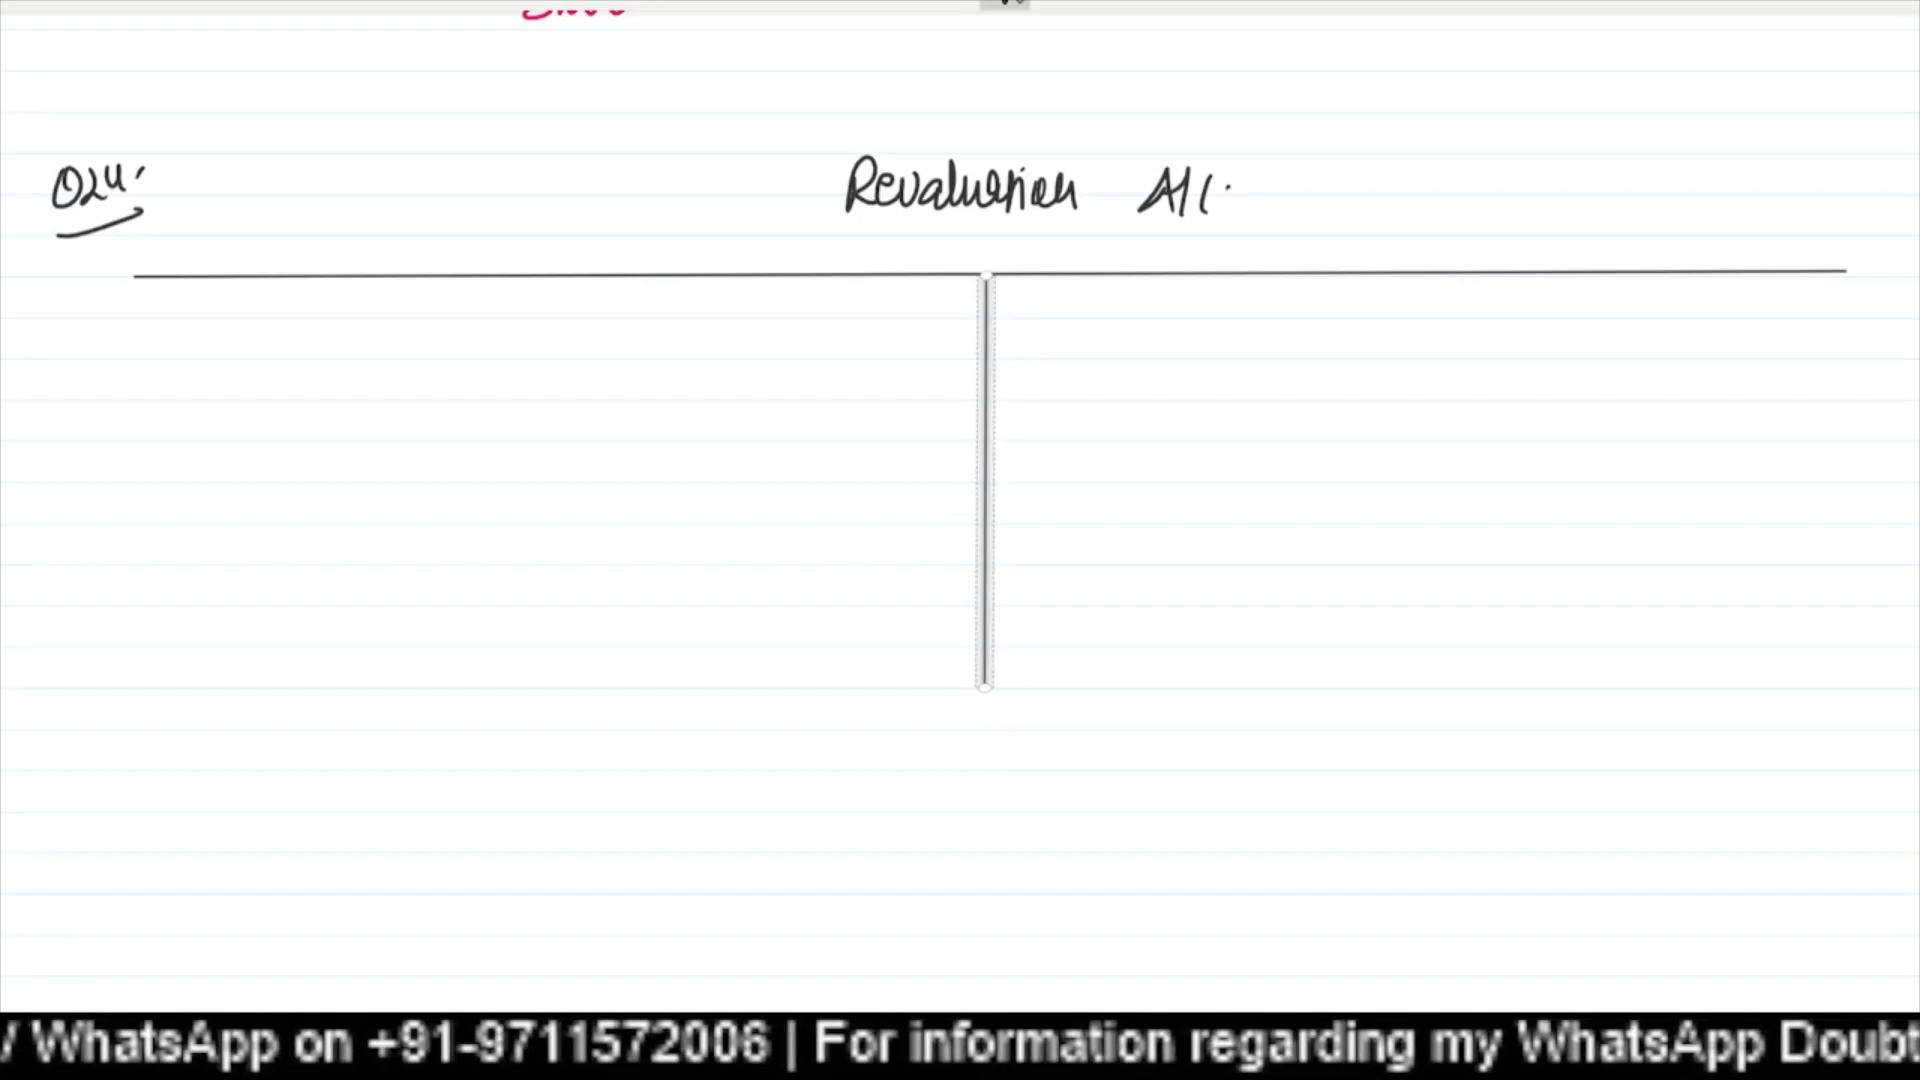 Q24.
Revaluation A/c.
/ WhatsApp on +91-9711572006 | For information regarding my WhatsApp Doubt